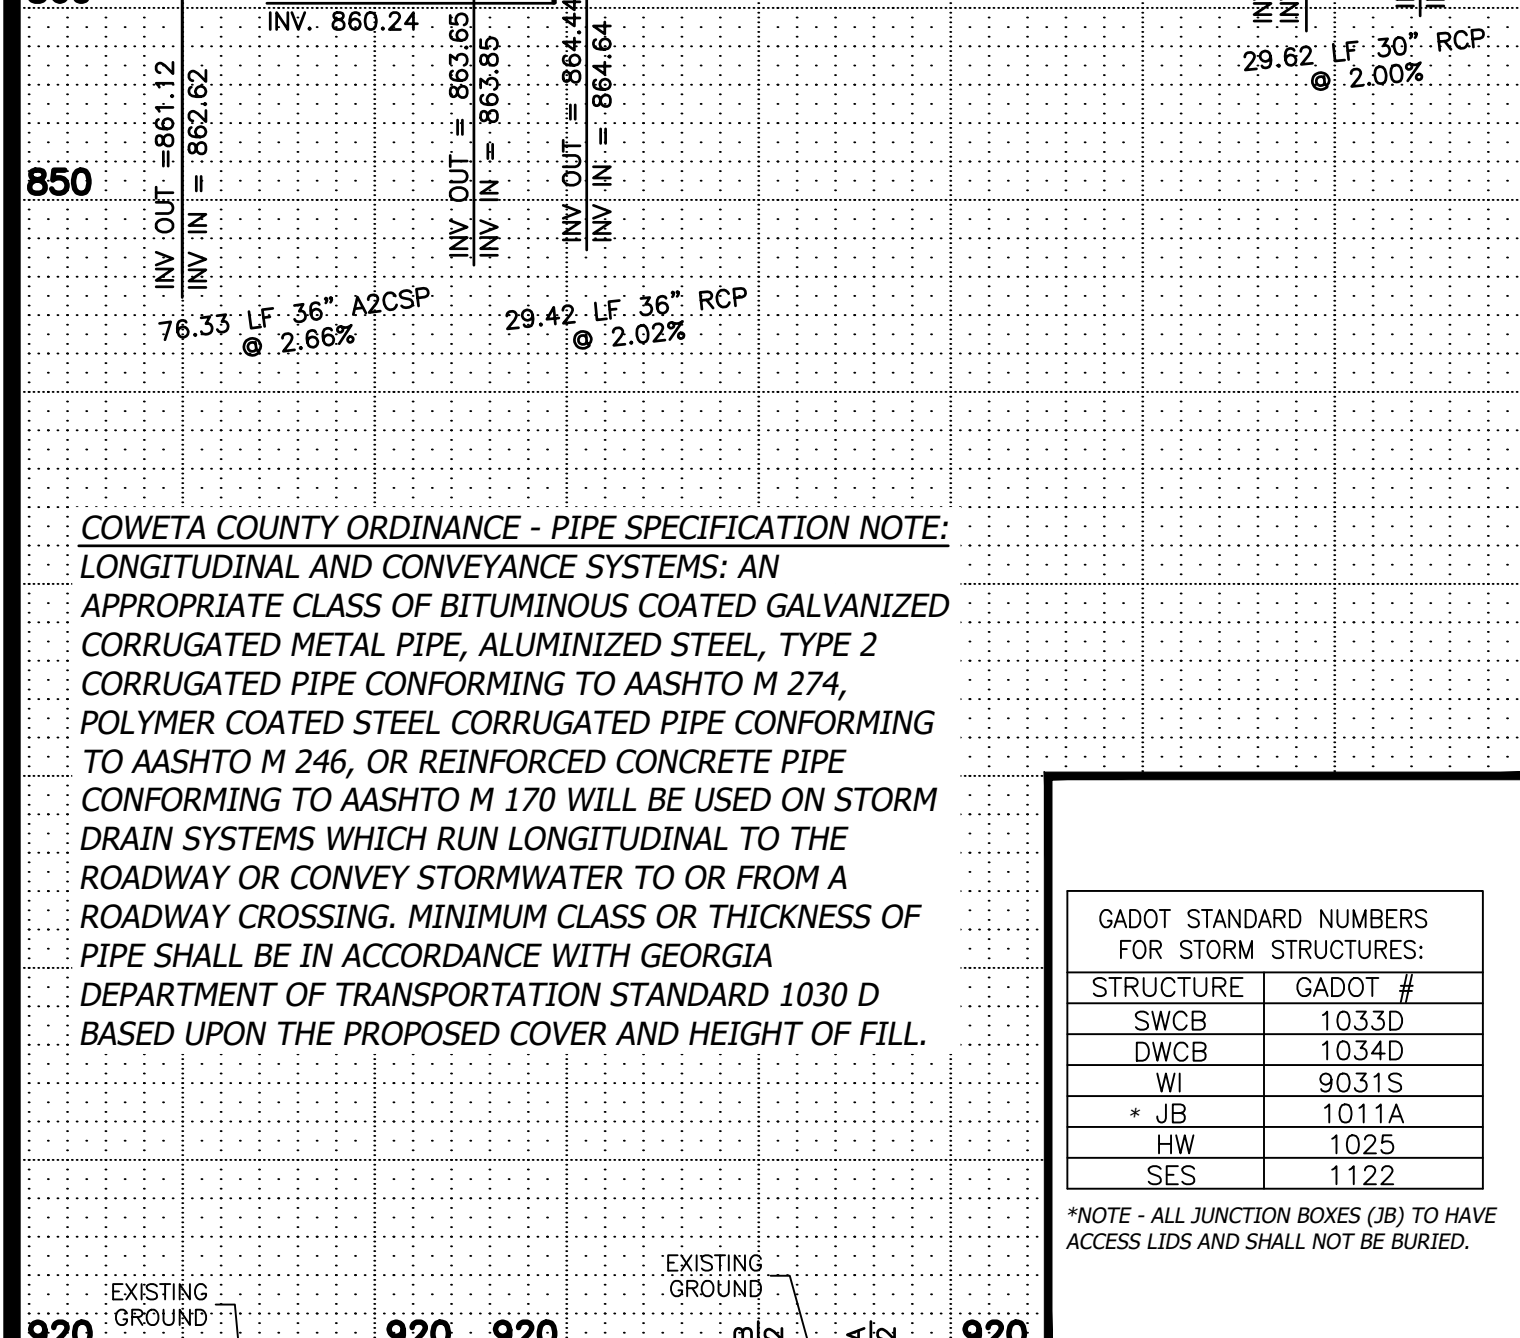 INV. 860.24
INV OUT =861.12
INV IN = 862.62
INV OUT = 863.65
INV IN = 863.85
INV OUT = 864.44
INV IN = 864.64
29.62 LF 30" RCP
@ 2.00%
850
76.33 LF 36" A2CSP
@ 2.66%
29.42 LF 36" RCP
@ 2.02%
COWETA COUNTY ORDINANCE - PIPE SPECIFICATION NOTE:
LONGITUDINAL AND CONVEYANCE SYSTEMS: AN
APPROPRIATE CLASS OF BITUMINOUS COATED GALVANIZED
CORRUGATED METAL PIPE, ALUMINIZED STEEL, TYPE 2
CORRUGATED PIPE CONFORMING TO AASHTO M 274,
POLYMER COATED STEEL CORRUGATED PIPE CONFORMING
TO AASHTO M 246, OR REINFORCED CONCRETE PIPE
CONFORMING TO AASHTO M 170 WILL BE USED ON STORM
DRAIN SYSTEMS WHICH RUN LONGITUDINAL TO THE
ROADWAY OR CONVEY STORMWATER TO OR FROM A
ROADWAY CROSSING. MINIMUM CLASS OR THICKNESS OF
PIPE SHALL BE IN ACCORDANCE WITH GEORGIA
DEPARTMENT OF TRANSPORTATION STANDARD 1030 D
BASED UPON THE PROPOSED COVER AND HEIGHT OF FILL.
GADOT STANDARD NUMBERS
FOR STORM STRUCTURES:
STRUCTURE GADOT #
SWCB 1033D
DWCB 1034D
WI 9031S
* JB 1011A
HW 1025
SES 1122
*NOTE - ALL JUNCTION BOXES (JB) TO HAVE
ACCESS LIDS AND SHALL NOT BE BURIED.
EXISTING
GROUND
EXISTING
GROUND
920 920 920 920